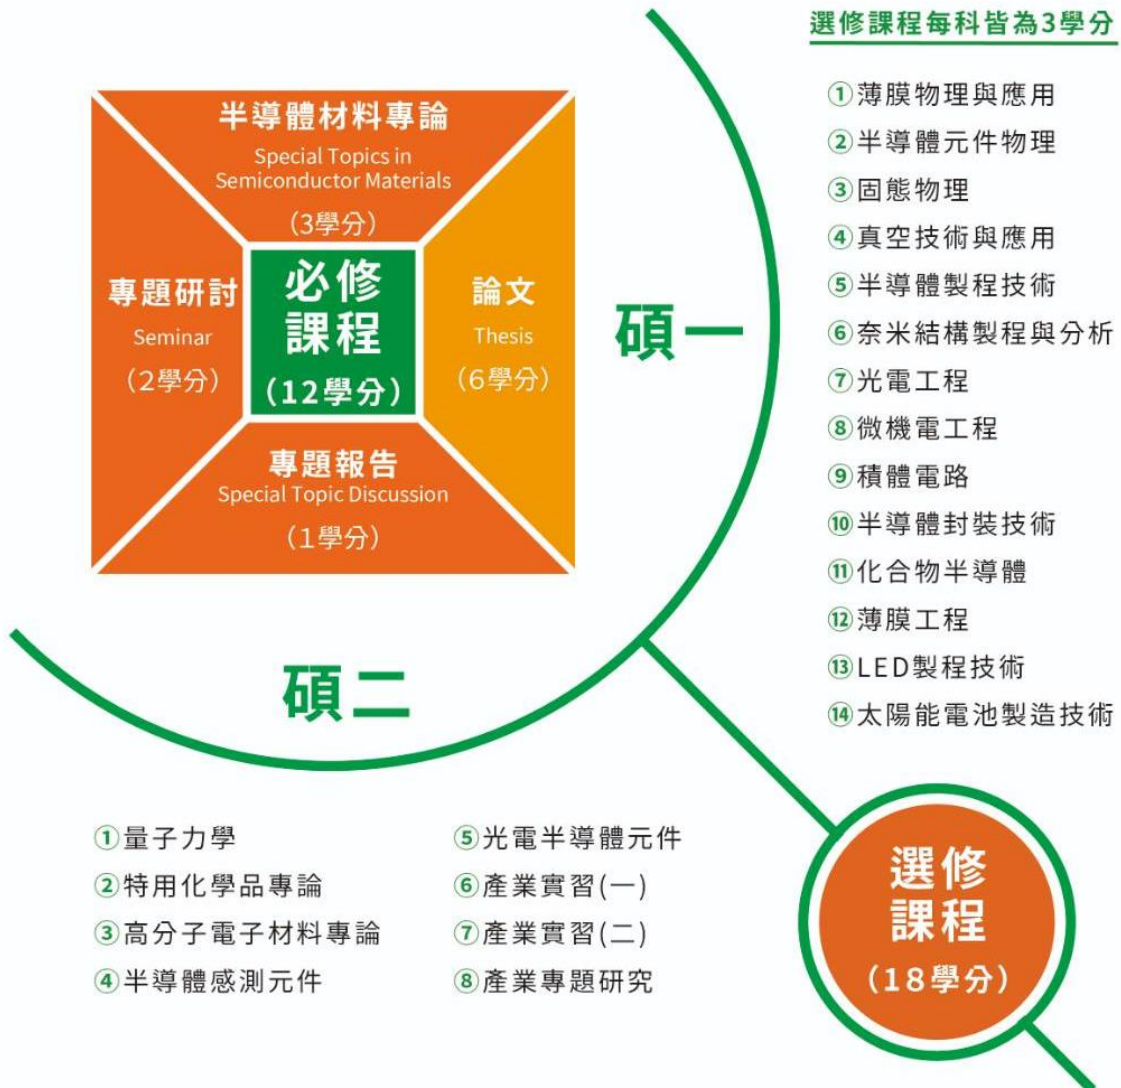 選修課程每科皆為3學分
半導體材料專論
Special Topics in
Semiconductor Materials
(3學分)
專題研討
Seminar
(2學分)
必修
課程
(12學分)
論文
Thesis
(6學分)
專題報告
Special Topic Discussion
(1學分)
碩一
①薄膜物理與應用
②半導體元件物理
③固態物理
④真空技術與應用
⑤半導體製程技術
⑥奈米結構製程與分析
⑦光電工程
⑧微機電工程
⑨積體電路
⑩半導體封裝技術
⑪化合物半導體
⑫薄膜工程
⑬LED製程技術
⑭太陽能電池製造技術
碩二
①量子力學
②特用化學品專論
③高分子電子材料專論
④半導體感測元件
⑤光電半導體元件
⑥產業實習(一)
⑦產業實習(二)
⑧產業專題研究
選修
課程
(18學分)